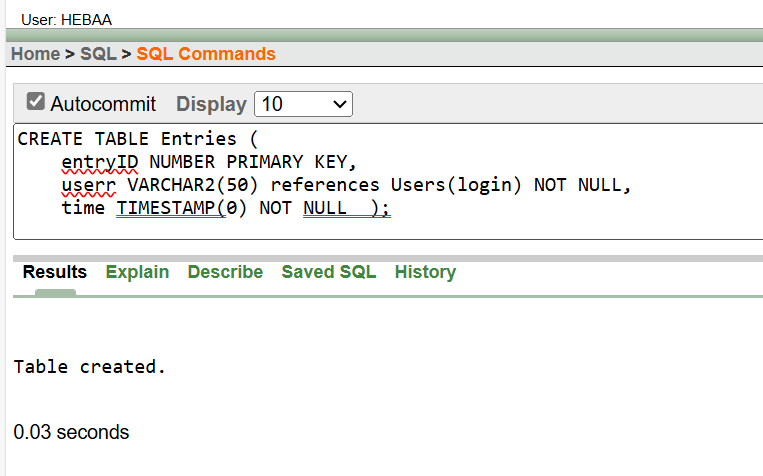 User: HEBAA
Home > SQL > SQL Commands
Autocommit Display 10
CREATE TABLE Entries (
entryID NUMBER PRIMARY KEY,
userr VARCHAR2(50) references Users(login) NOT NULL,
time TIMESTAMP(0) NOT NULL );
Results Explain Describe Saved SQL History
Table created.
0.03 seconds